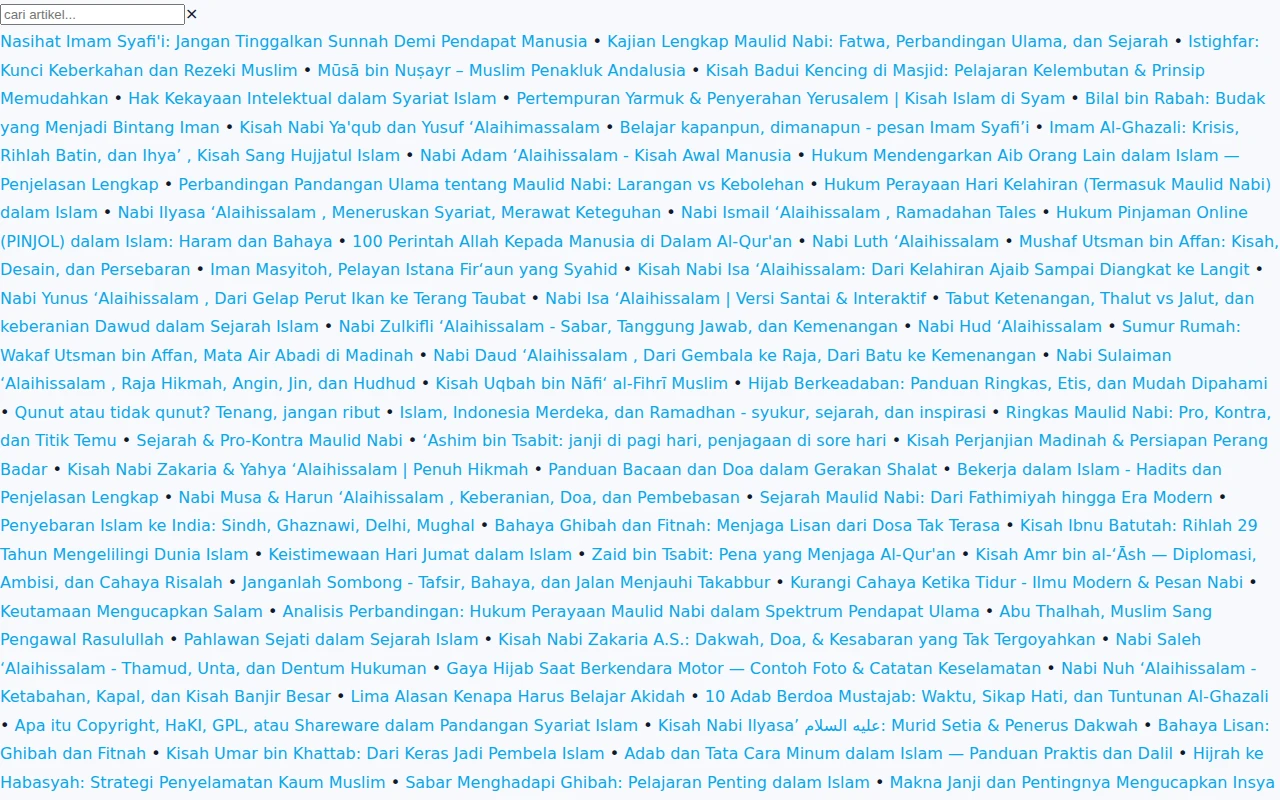 cari artikel... ×
Nasihat Imam Syafi'i: Jangan Tinggalkan Sunnah Demi Pendapat Manusia • Kajian Lengkap Maulid Nabi: Fatwa, Perbandingan Ulama, dan Sejarah • Istighfar:
Kunci Keberkahan dan Rezeki Muslim • Mūsā bin Nuṣayr – Muslim Penakluk Andalusia • Kisah Badui Kencing di Masjid: Pelajaran Kelembutan & Prinsip
Memudahkan • Hak Kekayaan Intelektual dalam Syariat Islam • Pertempuran Yarmuk & Penyerahan Yerusalem | Kisah Islam di Syam • Bilal bin Rabah: Budak
yang Menjadi Bintang Iman • Kisah Nabi Ya'qub dan Yusuf ‘Alaihimassalam • Belajar kapanpun, dimanapun - pesan Imam Syafi’i • Imam Al-Ghazali: Krisis,
Rihlah Batin, dan Ihya’ , Kisah Sang Hujjatul Islam • Nabi Adam ‘Alaihissalam - Kisah Awal Manusia • Hukum Mendengarkan Aib Orang Lain dalam Islam —
Penjelasan Lengkap • Perbandingan Pandangan Ulama tentang Maulid Nabi: Larangan vs Kebolehan • Hukum Perayaan Hari Kelahiran (Termasuk Maulid Nabi)
dalam Islam • Nabi Ilyasa ‘Alaihissalam , Meneruskan Syariat, Merawat Keteguhan • Nabi Ismail ‘Alaihissalam , Ramadahan Tales • Hukum Pinjaman Online
(PINJOL) dalam Islam: Haram dan Bahaya • 100 Perintah Allah Kepada Manusia di Dalam Al-Qur'an • Nabi Luth ‘Alaihissalam • Mushaf Utsman bin Affan: Kisah,
Desain, dan Persebaran • Iman Masyitoh, Pelayan Istana Fir‘aun yang Syahid • Kisah Nabi Isa ‘Alaihissalam: Dari Kelahiran Ajaib Sampai Diangkat ke Langit •
Nabi Yunus ‘Alaihissalam , Dari Gelap Perut Ikan ke Terang Taubat • Nabi Isa ‘Alaihissalam | Versi Santai & Interaktif • Tabut Ketenangan, Thalut vs Jalut, dan
keberanian Dawud dalam Sejarah Islam • Nabi Zulkifli ‘Alaihissalam - Sabar, Tanggung Jawab, dan Kemenangan • Nabi Hud ‘Alaihissalam • Sumur Rumah:
Wakaf Utsman bin Affan, Mata Air Abadi di Madinah • Nabi Daud ‘Alaihissalam , Dari Gembala ke Raja, Dari Batu ke Kemenangan • Nabi Sulaiman
‘Alaihissalam , Raja Hikmah, Angin, Jin, dan Hudhud • Kisah Uqbah bin Nāfi‘ al-Fihrī Muslim • Hijab Berkeadaban: Panduan Ringkas, Etis, dan Mudah Dipahami
• Qunut atau tidak qunut? Tenang, jangan ribut • Islam, Indonesia Merdeka, dan Ramadhan - syukur, sejarah, dan inspirasi • Ringkas Maulid Nabi: Pro, Kontra,
dan Titik Temu • Sejarah & Pro-Kontra Maulid Nabi • ‘Ashim bin Tsabit: janji di pagi hari, penjagaan di sore hari • Kisah Perjanjian Madinah & Persiapan Perang
Badar • Kisah Nabi Zakaria & Yahya ‘Alaihissalam | Penuh Hikmah • Panduan Bacaan dan Doa dalam Gerakan Shalat • Bekerja dalam Islam - Hadits dan
Penjelasan Lengkap • Nabi Musa & Harun ‘Alaihissalam , Keberanian, Doa, dan Pembebasan • Sejarah Maulid Nabi: Dari Fathimiyah hingga Era Modern •
Penyebaran Islam ke India: Sindh, Ghaznawi, Delhi, Mughal • Bahaya Ghibah dan Fitnah: Menjaga Lisan dari Dosa Tak Terasa • Kisah Ibnu Batutah: Rihlah 29
Tahun Mengelilingi Dunia Islam • Keistimewaan Hari Jumat dalam Islam • Zaid bin Tsabit: Pena yang Menjaga Al-Qur'an • Kisah Amr bin al-‘Āsh — Diplomasi,
Ambisi, dan Cahaya Risalah • Janganlah Sombong - Tafsir, Bahaya, dan Jalan Menjauhi Takabbur • Kurangi Cahaya Ketika Tidur - Ilmu Modern & Pesan Nabi •
Keutamaan Mengucapkan Salam • Analisis Perbandingan: Hukum Perayaan Maulid Nabi dalam Spektrum Pendapat Ulama • Abu Thalhah, Muslim Sang
Pengawal Rasulullah • Pahlawan Sejati dalam Sejarah Islam • Kisah Nabi Zakaria A.S.: Dakwah, Doa, & Kesabaran yang Tak Tergoyahkan • Nabi Saleh
‘Alaihissalam - Thamud, Unta, dan Dentum Hukuman • Gaya Hijab Saat Berkendara Motor — Contoh Foto & Catatan Keselamatan • Nabi Nuh ‘Alaihissalam -
Ketabahan, Kapal, dan Kisah Banjir Besar • Lima Alasan Kenapa Harus Belajar Akidah • 10 Adab Berdoa Mustajab: Waktu, Sikap Hati, dan Tuntunan Al-Ghazali
• Apa itu Copyright, HaKI, GPL, atau Shareware dalam Pandangan Syariat Islam • Kisah Nabi Ilyasa’ عليه السلام: Murid Setia & Penerus Dakwah • Bahaya Lisan:
Ghibah dan Fitnah • Kisah Umar bin Khattab: Dari Keras Jadi Pembela Islam • Adab dan Tata Cara Minum dalam Islam — Panduan Praktis dan Dalil • Hijrah ke
Habasyah: Strategi Penyelamatan Kaum Muslim • Sabar Menghadapi Ghibah: Pelajaran Penting dalam Islam • Makna Janji dan Pentingnya Mengucapkan Insya